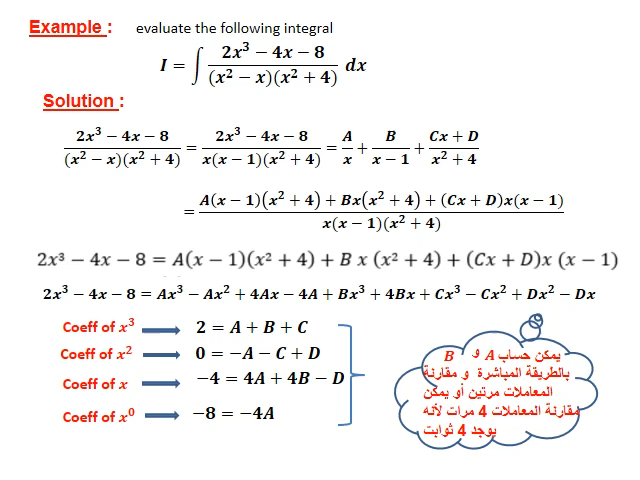 Example : evaluate the following integral
I = ∫ (2x³ − 4x − 8) / ((x² − x)(x² + 4)) dx
Solution :
(2x³ − 4x − 8) / ((x² − x)(x² + 4)) = (2x³ − 4x − 8) / (x(x − 1)(x² + 4)) = A/x + B/(x − 1) + (Cx + D)/(x² + 4)
= (A(x − 1)(x² + 4) + Bx(x² + 4) + (Cx + D)x(x − 1)) / (x(x − 1)(x² + 4))
2x³ − 4x − 8 = A(x − 1)(x² + 4) + B x (x² + 4) + (Cx + D)x (x − 1)
2x³ − 4x − 8 = Ax³ − Ax² + 4Ax − 4A + Bx³ + 4Bx + Cx³ − Cx² + Dx² − Dx
Coeff of x³ → 2 = A + B + C
Coeff of x² → 0 = −A − C + D
Coeff of x → −4 = 4A + 4B − D
Coeff of x⁰ → −8 = −4A
يمكن حساب A و B
بالطريقة المباشرة و مقارنة
المعاملات مرتين أو يمكن
مقارنة المعاملات 4 مرات لأنه
يوجد 4 ثوابت